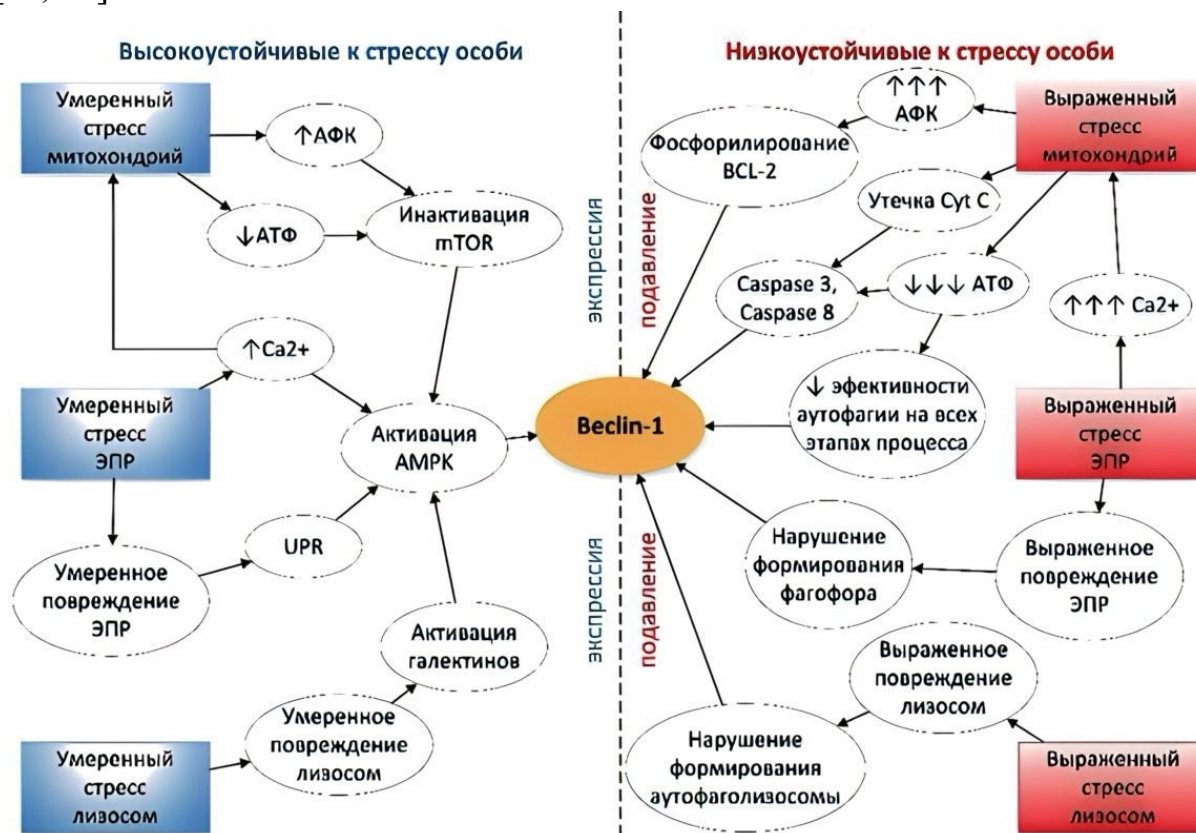 Высокоустойчивые к стрессу особи
Умеренный
стресс
митохондрий
↑АФК
↓АТФ
Инактивация
mTOR
↑Ca2+
Умеренный
стресс
ЭПР
Активация
AMPK
UPR
Умеренное
повреждение
ЭПР
Активация
галектинов
Умеренное
повреждение
лизосом
Умеренный
стресс
лизосом
экспрессия
подавление
Beclin-1
экспрессия
подавление
Низкоустойчивые к стрессу особи
↑↑↑
АФК
Выраженный
стресс
митохондрий
Фосфорилирование
BCL-2
Утечка Cyt C
Caspase 3,
Caspase 8
↓↓↓ АТФ
↑↑↑ Ca2+
↓ эфективности
аутофагии на всех
этапах процесса
Выраженный
стресс
ЭПР
Нарушение
формирования
фагофора
Выраженное
повреждение
ЭПР
Выраженное
повреждение
лизосом
Нарушение
формирования
аутофаголизосомы
Выраженный
стресс
лизосом